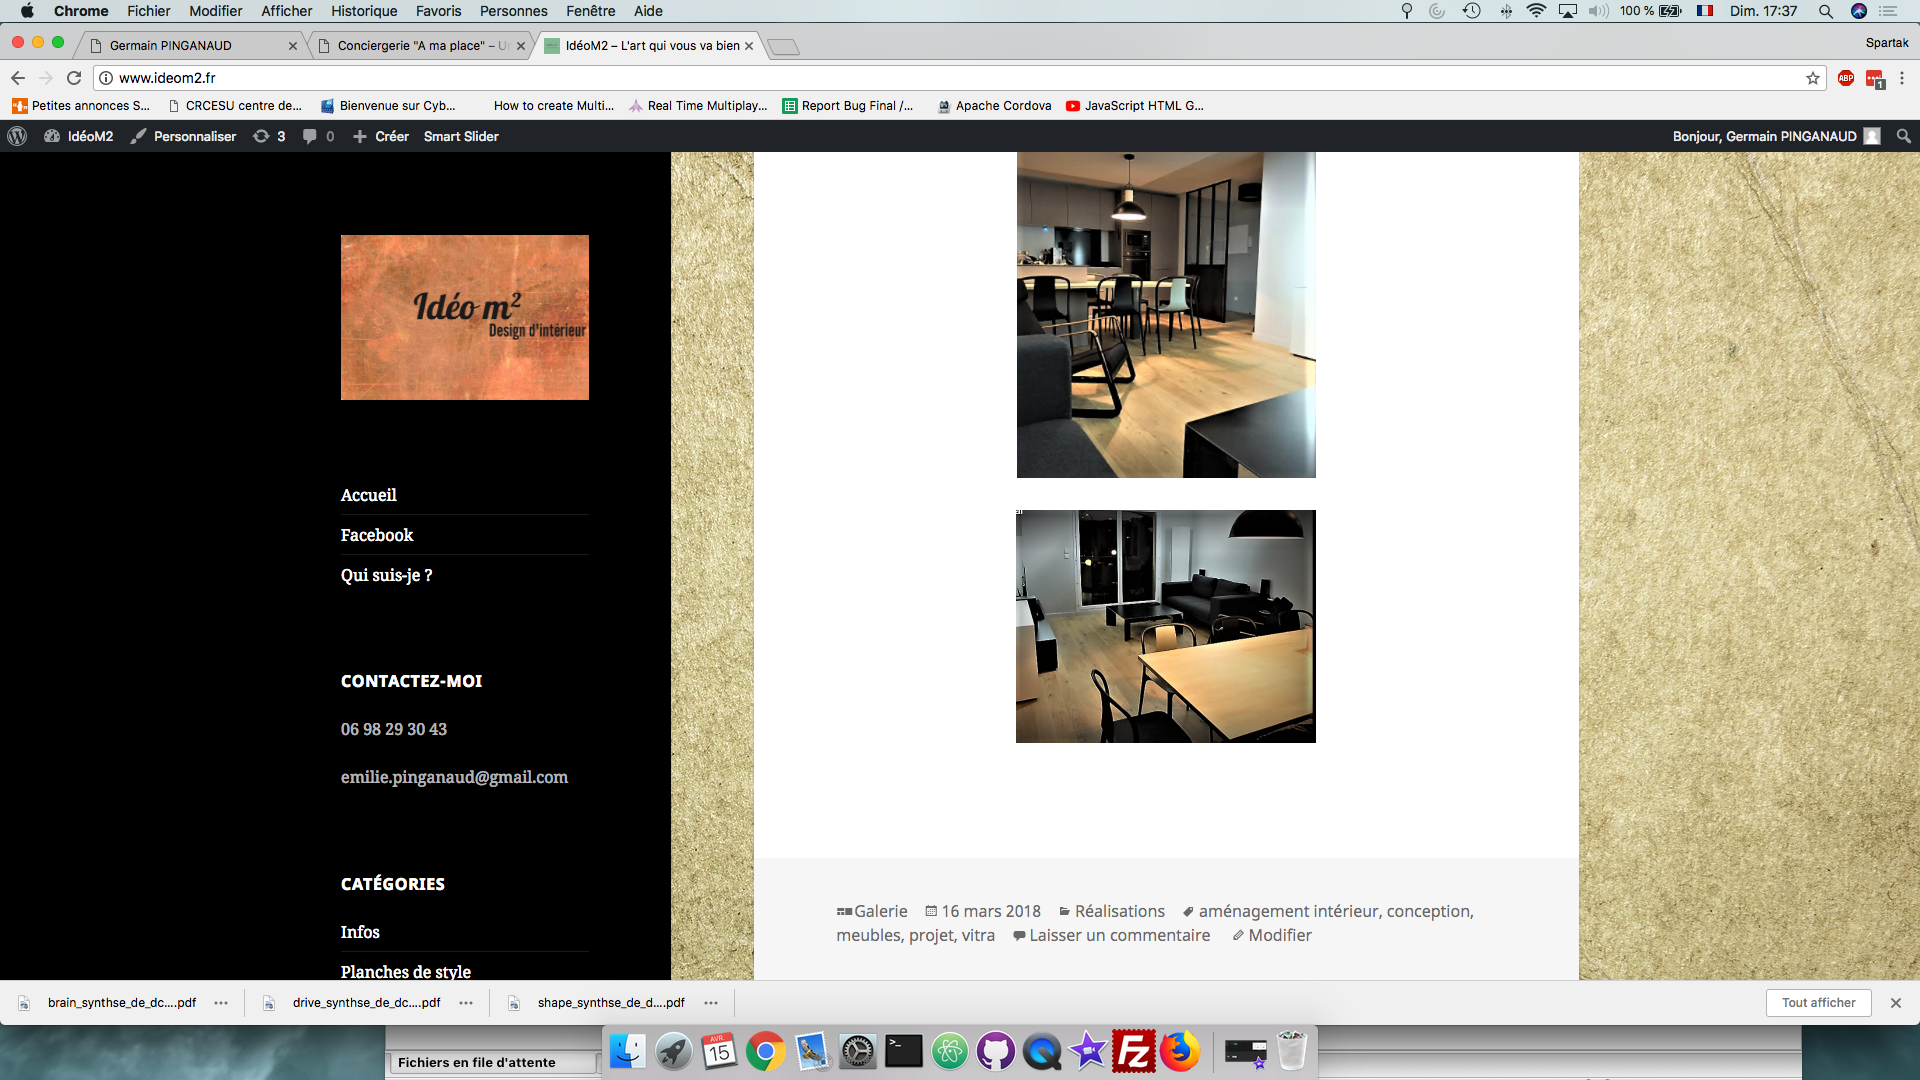 Chrome Fichier Modifier Afficher Historique Favoris Personnes Fenêtre Aide 100 % Dim. 17:37
Germain PINGANAUD Conciergerie "A ma place" – Un IdéoM2 – L'art qui vous va bien Spartak
www.ideom2.fr ABP 1
Petites annonces S... CRCESU centre de... Bienvenue sur Cyb... How to create Multi... Real Time Multiplay... Report Bug Final /... Apache Cordova JavaScript HTML G...
IdéoM2 Personnaliser 3 0 Créer Smart Slider Bonjour, Germain PINGANAUD
Idéo m²
Design d'intérieur
Accueil
Facebook
Qui suis-je ?
CONTACTEZ-MOI
06 98 29 30 43
emilie.pinganaud@gmail.com
CATÉGORIES
Infos
Planches de style
Galerie 16 mars 2018 Réalisations aménagement intérieur, conception,
meubles, projet, vitra Laisser un commentaire Modifier
brain_synthse_de_dc....pdf drive_synthse_de_dc....pdf shape_synthse_de_d....pdf Tout afficher
AVR.
15
Fz
Fichiers en file d'attente